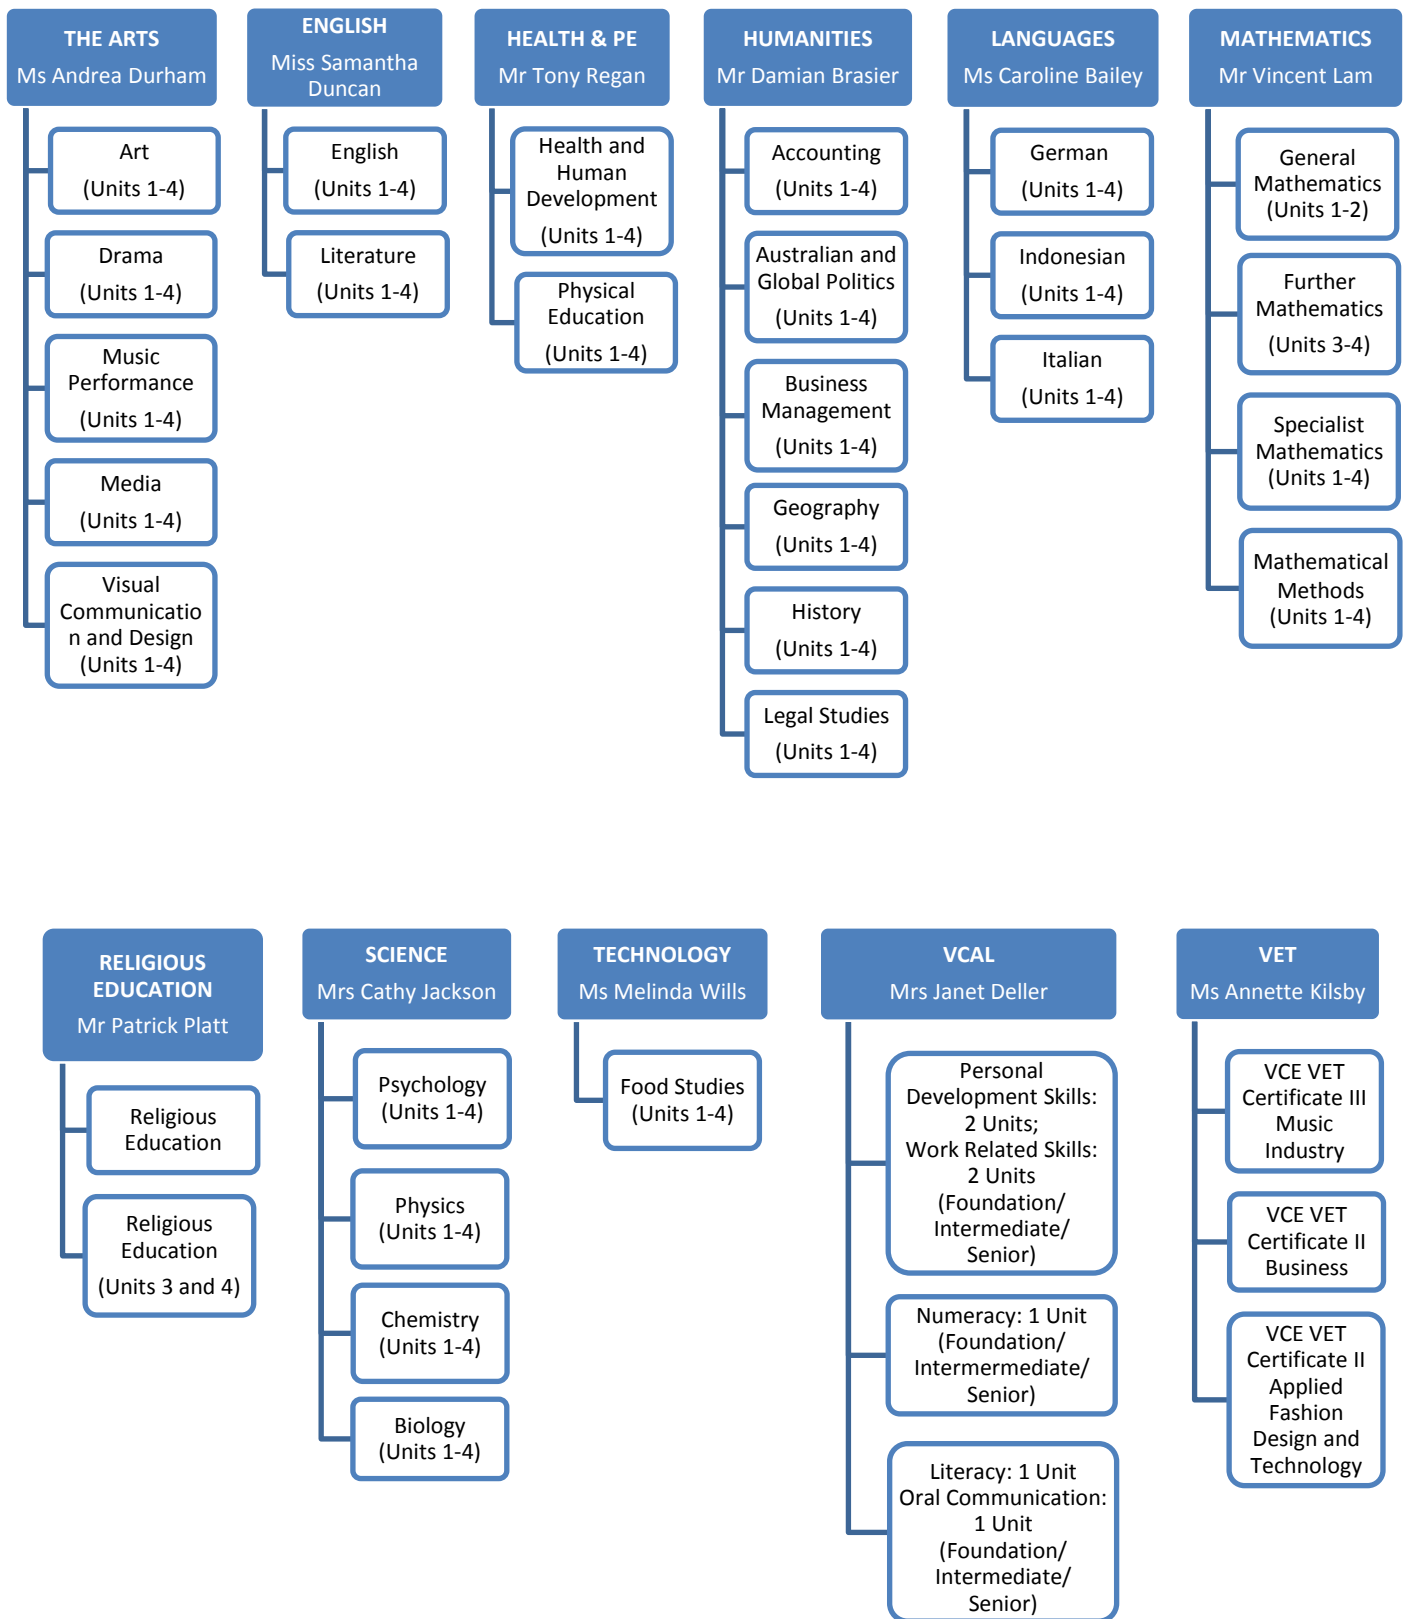 THE ARTS
Ms Andrea Durham
Art
(Units 1-4)
Drama
(Units 1-4)
Music
Performance
(Units 1-4)
Media
(Units 1-4)
Visual
Communicatio
n and Design
(Units 1-4)
ENGLISH
Miss Samantha
Duncan
English
(Units 1-4)
Literature
(Units 1-4)
HEALTH & PE
Mr Tony Regan
Health and
Human
Development
(Units 1-4)
Physical
Education
(Units 1-4)
HUMANITIES
Mr Damian Brasier
Accounting
(Units 1-4)
Australian and
Global Politics
(Units 1-4)
Business
Management
(Units 1-4)
Geography
(Units 1-4)
History
(Units 1-4)
Legal Studies
(Units 1-4)
LANGUAGES
Ms Caroline Bailey
German
(Units 1-4)
Indonesian
(Units 1-4)
Italian
(Units 1-4)
MATHEMATICS
Mr Vincent Lam
General
Mathematics
(Units 1-2)
Further
Mathematics
(Units 3-4)
Specialist
Mathematics
(Units 1-4)
Mathematical
Methods
(Units 1-4)
RELIGIOUS
EDUCATION
Mr Patrick Platt
Religious
Education
Religious
Education
(Units 3 and 4)
SCIENCE
Mrs Cathy Jackson
Psychology
(Units 1-4)
Physics
(Units 1-4)
Chemistry
(Units 1-4)
Biology
(Units 1-4)
TECHNOLOGY
Ms Melinda Wills
Food Studies
(Units 1-4)
VCAL
Mrs Janet Deller
Personal
Development Skills:
2 Units;
Work Related Skills:
2 Units
(Foundation/
Intermediate/
Senior)
Numeracy: 1 Unit
(Foundation/
Intermermediate/
Senior)
Literacy: 1 Unit
Oral Communication:
1 Unit
(Foundation/
Intermediate/
Senior)
VET
Ms Annette Kilsby
VCE VET
Certificate III
Music
Industry
VCE VET
Certificate II
Business
VCE VET
Certificate II
Applied
Fashion
Design and
Technology